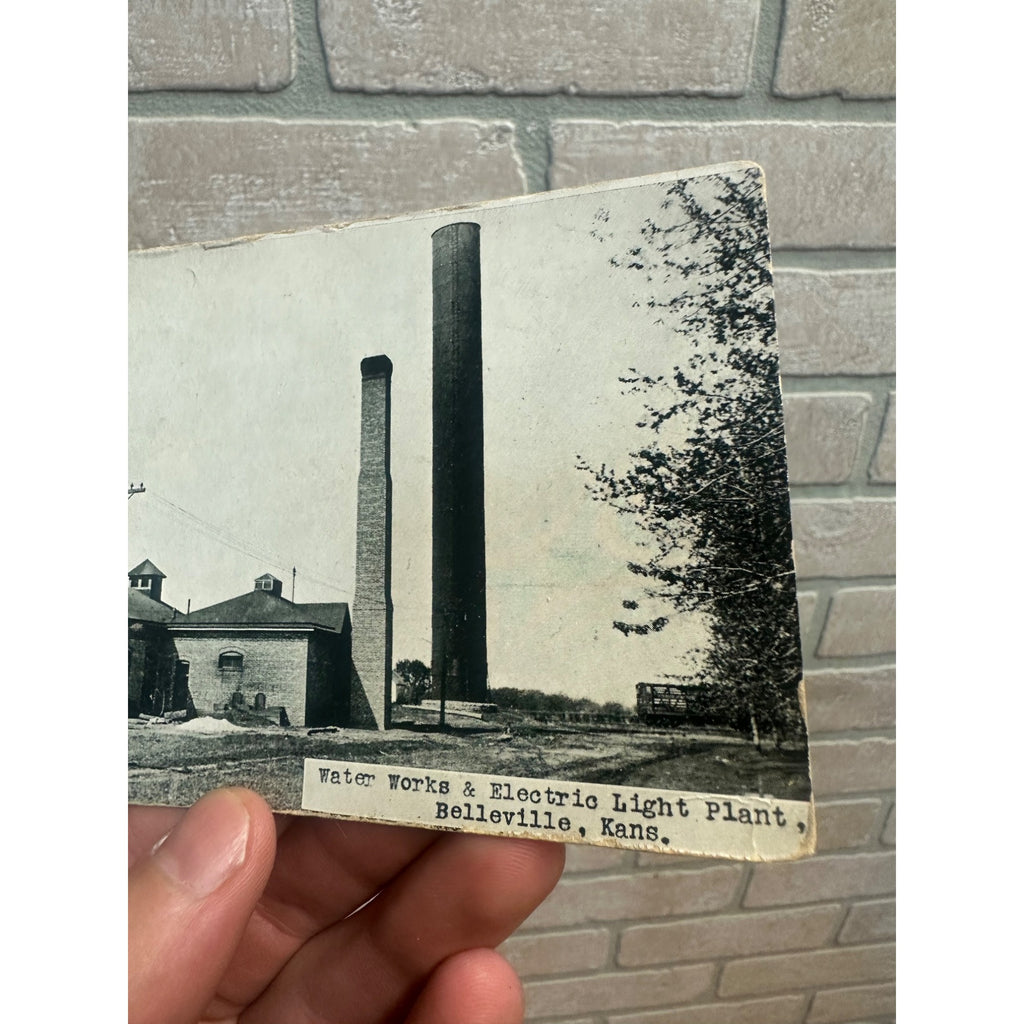 Water Works & Electric Light Plant,
Belleville, Kans.